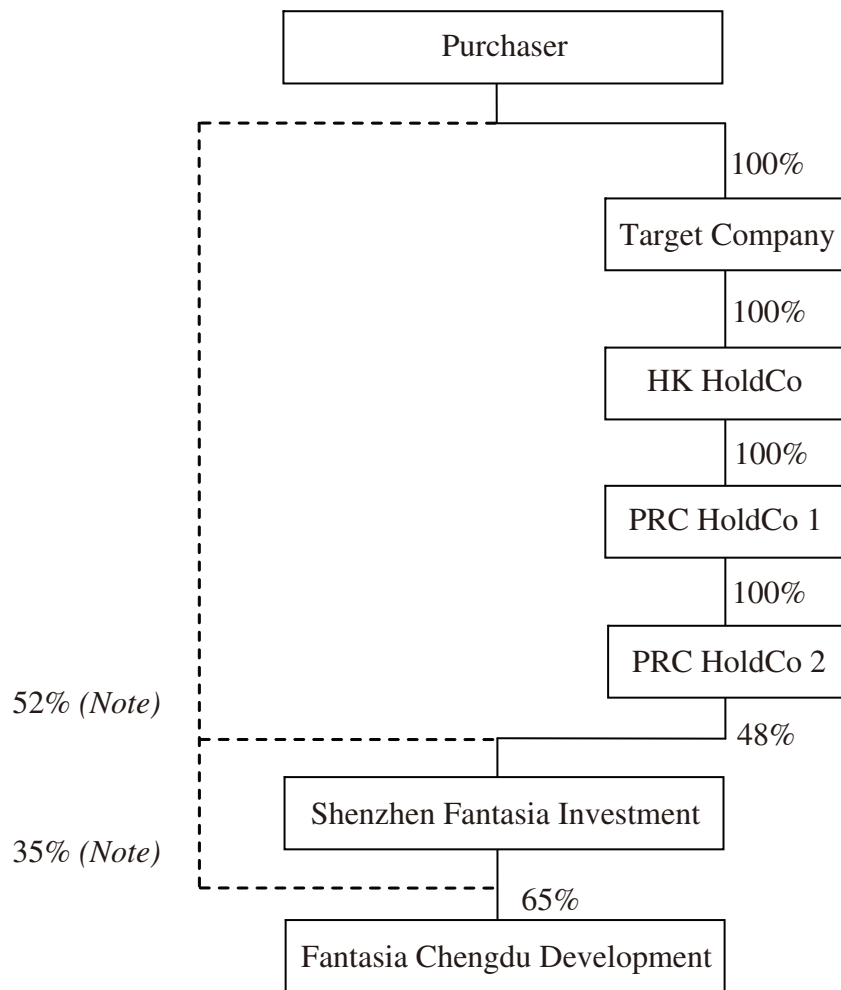 Purchaser
100%
Target Company
100%
HK HoldCo
100%
PRC HoldCo 1
100%
PRC HoldCo 2
52% (Note)
48%
Shenzhen Fantasia Investment
35% (Note)
65%
Fantasia Chengdu Development